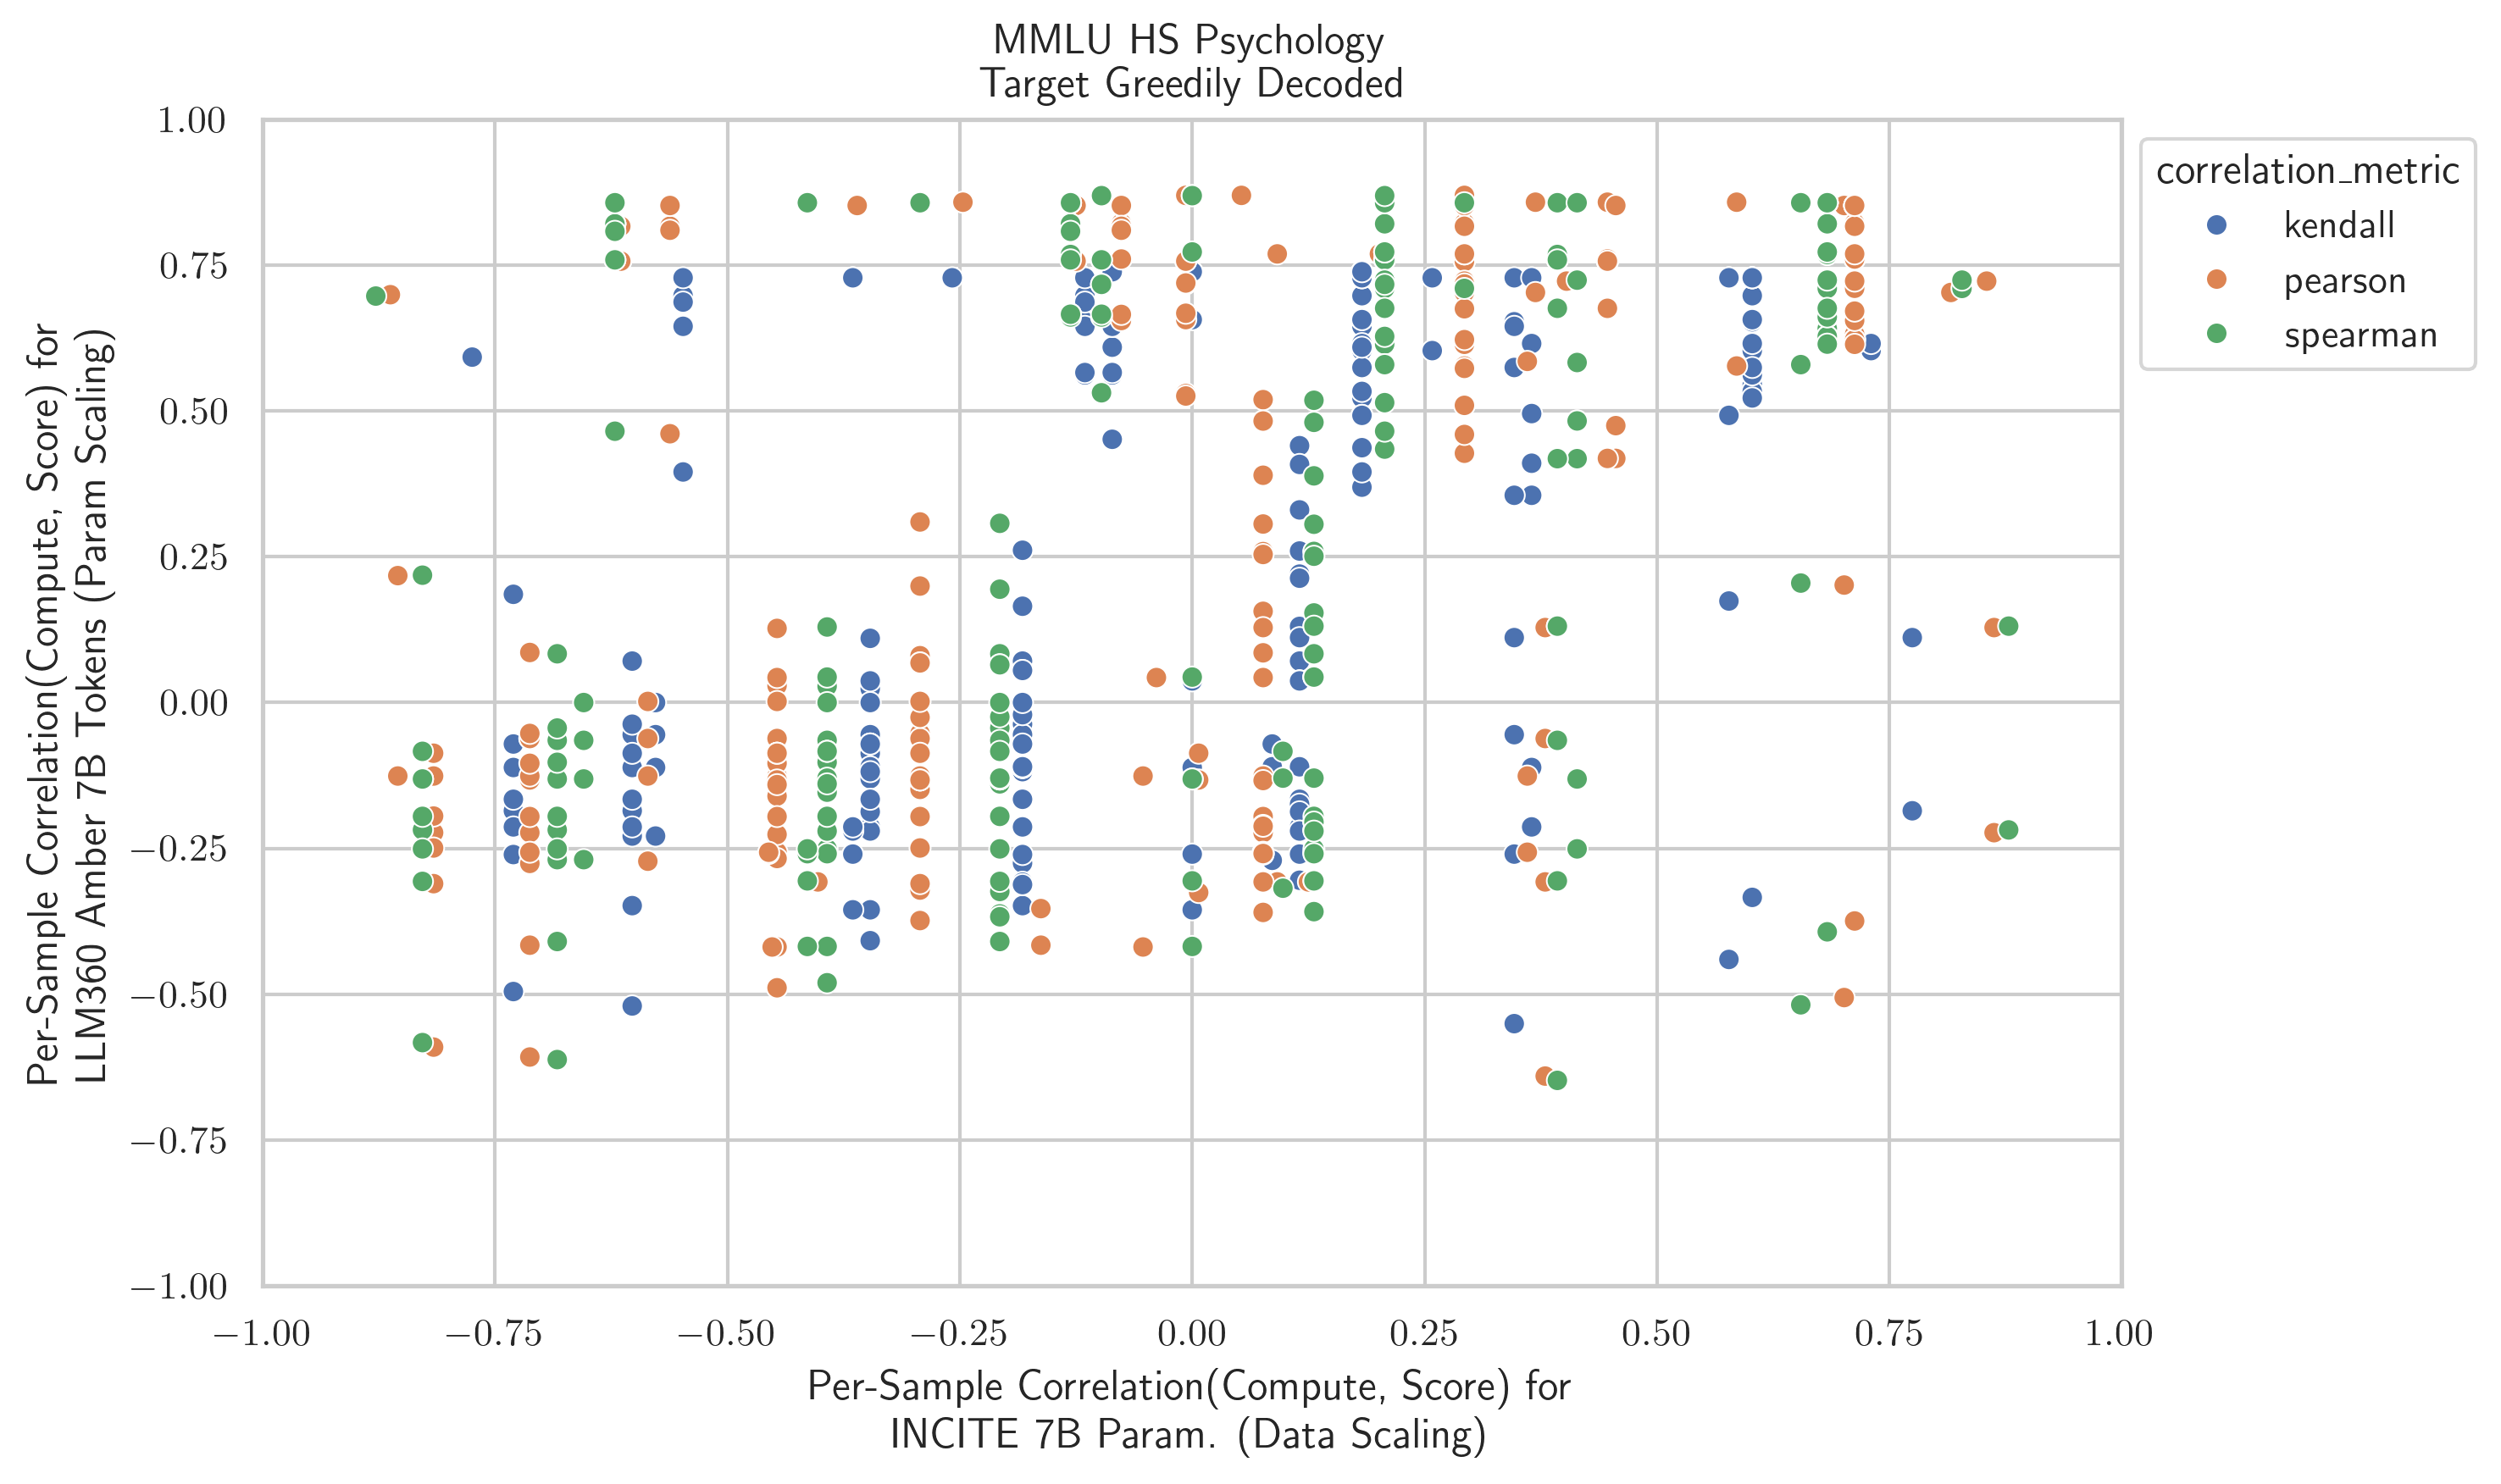 MMLU HS Psychology
Target Greedily Decoded
1.00
0.75
0.50
0.25
0.00
−0.25
−0.50
−0.75
−1.00
Per-Sample Correlation(Compute, Score) for
LLM360 Amber 7B Tokens (Param Scaling)
correlation_metric
kendall
pearson
spearman
−1.00 −0.75 −0.50 −0.25 0.00 0.25 0.50 0.75 1.00
Per-Sample Correlation(Compute, Score) for
INCITE 7B Param. (Data Scaling)